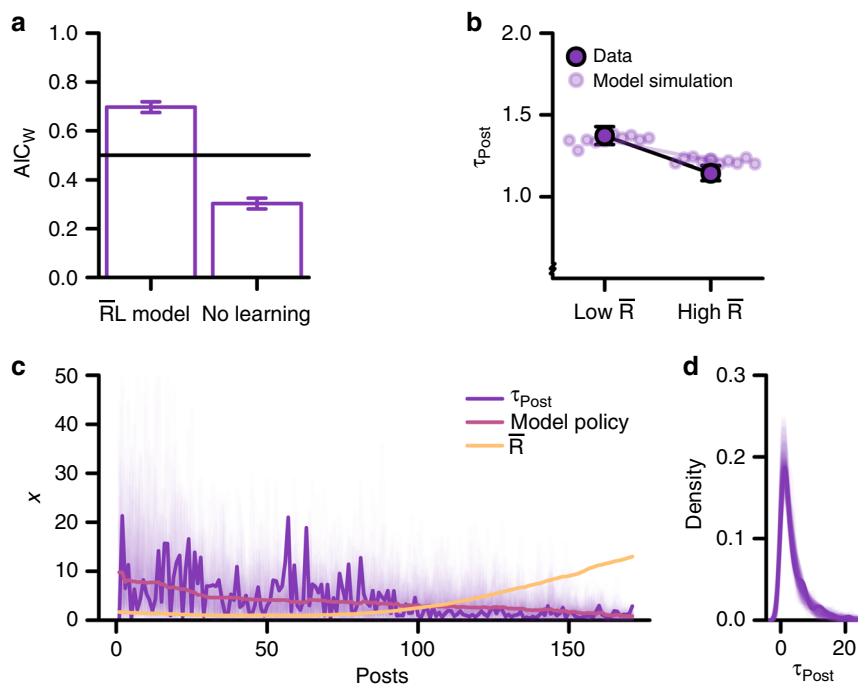 a
AIC_W
1.0
0.8
0.6
0.4
0.2
0.0
R̅L model
No learning
b
τ_Post
2.0
1.5
1.0
Data
Model simulation
Low R̅
High R̅
c
x
50
40
30
20
10
0
τ_Post
Model policy
R̅
0
50
100
150
Posts
d
Density
0.3
0.2
0.1
0.0
0
20
τ_Post